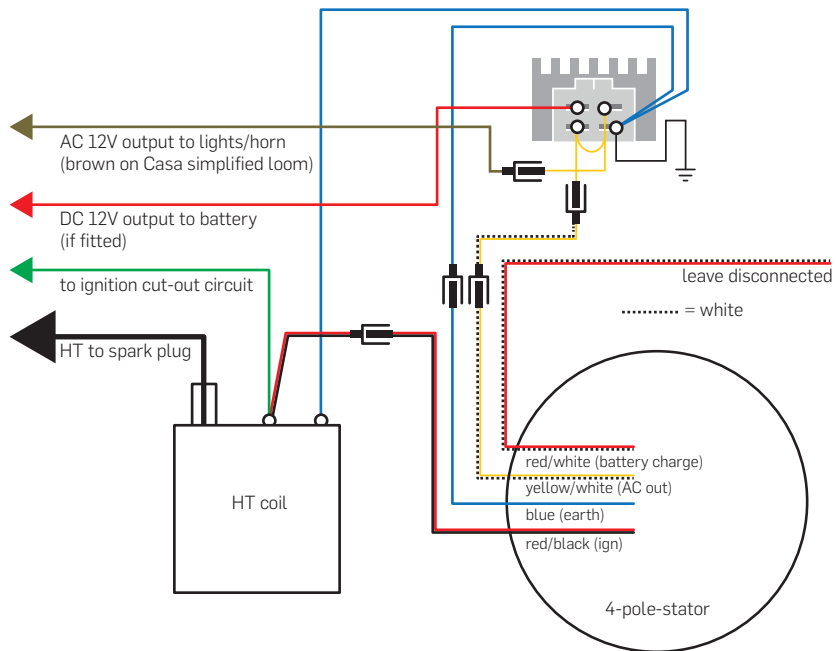 AC 12V output to lights/horn
(brown on Casa simplified loom)
DC 12V output to battery
(if fitted)
to ignition cut-out circuit
leave disconnected
= white
HT to spark plug
red/white (battery charge)
yellow/white (AC out)
HT coil
blue (earth)
red/black (ign)
4-pole-stator